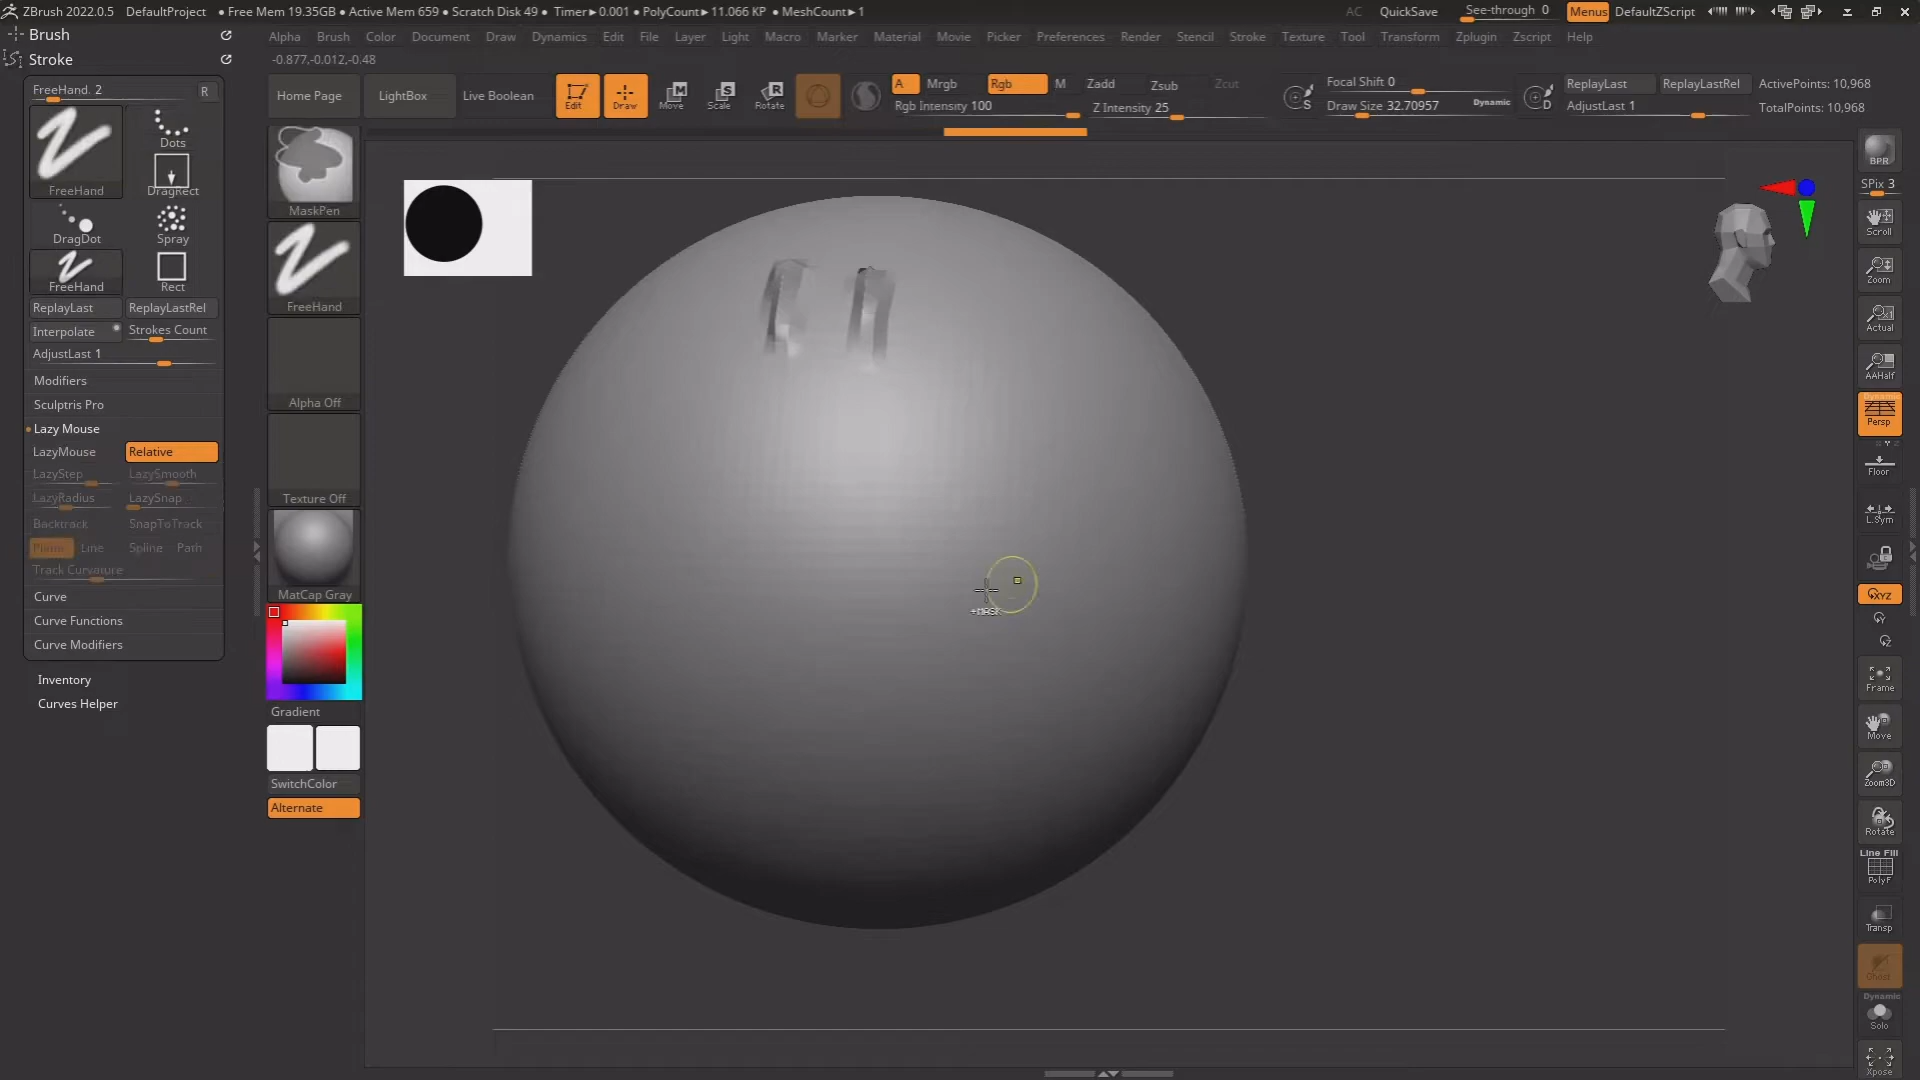 ZBrush 2022.0.5 DefaultProject ● Free Mem 19.35GB ● Active Mem 659 ● Scratch Disk 49 ● Timer►0.001 ● PolyCount►11.066 KP ● MeshCount►1 AC QuickSave See-through 0 Menus DefaultZScript
Brush
Alpha Brush Color Document Draw Dynamics Edit File Layer Light Macro Marker Material Movie Picker Preferences Render Stencil Stroke Texture Tool Transform Zplugin Zscript Help
Stroke
-0.877,-0.012,-0.48
FreeHand. 2 R
FreeHand
Dots
DragRect
DragDot
Spray
FreeHand
Rect
ReplayLast ReplayLastRel
Interpolate Strokes Count
AdjustLast 1
Modifiers
Sculptris Pro
Lazy Mouse
LazyMouse Relative
LazyStep LazySmooth
LazyRadius LazySnap
Backtrack SnapToTrack
Plane Line Spline Path
Track Curvature
Curve
Curve Functions
Curve Modifiers
Inventory
Curves Helper
Home Page LightBox Live Boolean
Edit Draw Move Scale Rotate
A Mrgb Rgb M Zadd Zsub Zcut
Rgb Intensity 100 Z Intensity 25
S
Focal Shift 0
Draw Size 32.70957 Dynamic
D
ReplayLast ReplayLastRel
AdjustLast 1
ActivePoints: 10,968
TotalPoints: 10,968
MaskPen
FreeHand
Alpha Off
Texture Off
MatCap Gray
Gradient
SwitchColor
Alternate
+MASK
BPR
SPix 3
Scroll
Zoom
Actual
AAHalf
Dynamic
Persp
Floor
L.Sym
XYZ
Y
Z
Frame
Move
Zoom3D
Rotate
Line Fill
PolyF
Transp
Ghost
Dynamic
Solo
Xpose